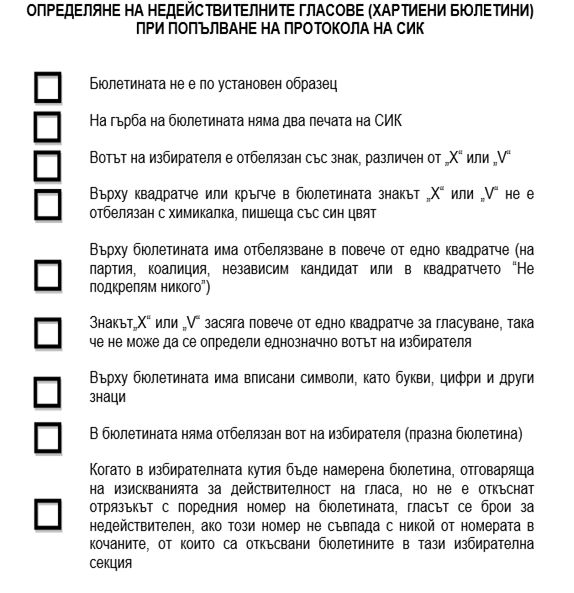 ОПРЕДЕЛЯНЕ НА НЕДЕЙСТВИТЕЛНИТЕ ГЛАСОВЕ (ХАРТИЕНИ БЮЛЕТИНИ)
ПРИ ПОПЪЛВАНЕ НА ПРОТОКОЛА НА СИК
Бюлетината не е по установен образец
На гърба на бюлетината няма два печата на СИК
Вотът на избирателя е отбелязан със знак, различен от „X“ или „V“
Върху квадратче или кръгче в бюлетината знакът „X“ или „V“ не е
отбелязан с химикалка, пишеща със син цвят
Върху бюлетината има отбелязване в повече от едно квадратче (на
партия, коалиция, независим кандидат или в квадратчето “Не
подкрепям никого”)
Знакът„X“ или „V“ засяга повече от едно квадратче за гласуване, така
че не може да се определи еднозначно вотът на избирателя
Върху бюлетината има вписани символи, като букви, цифри и други
знаци
В бюлетината няма отбелязан вот на избирателя (празна бюлетина)
Когато в избирателната кутия бъде намерена бюлетина, отговаряща
на изискванията за действителност на гласа, но не е откъснат
отрязъкът с поредния номер на бюлетината, гласът се брои за
недействителен, ако този номер не съвпада с никой от номерата в
кочаните, от които са откъсвани бюлетините в тази избирателна
секция